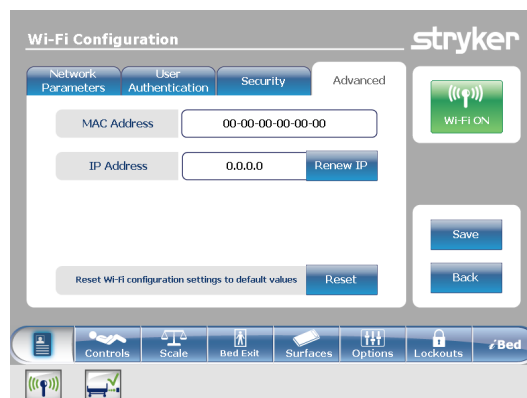 Wi-Fi Configuration
stryker
Network Parameters
User Authentication
Security
Advanced
MAC Address
00-00-00-00-00-00
Wi-Fi ON
IP Address
0.0.0.0
Renew IP
Save
Reset Wi-Fi configuration settings to default values
Reset
Back
Controls
Scale
Bed Exit
Surfaces
Options
Lockouts
iBed